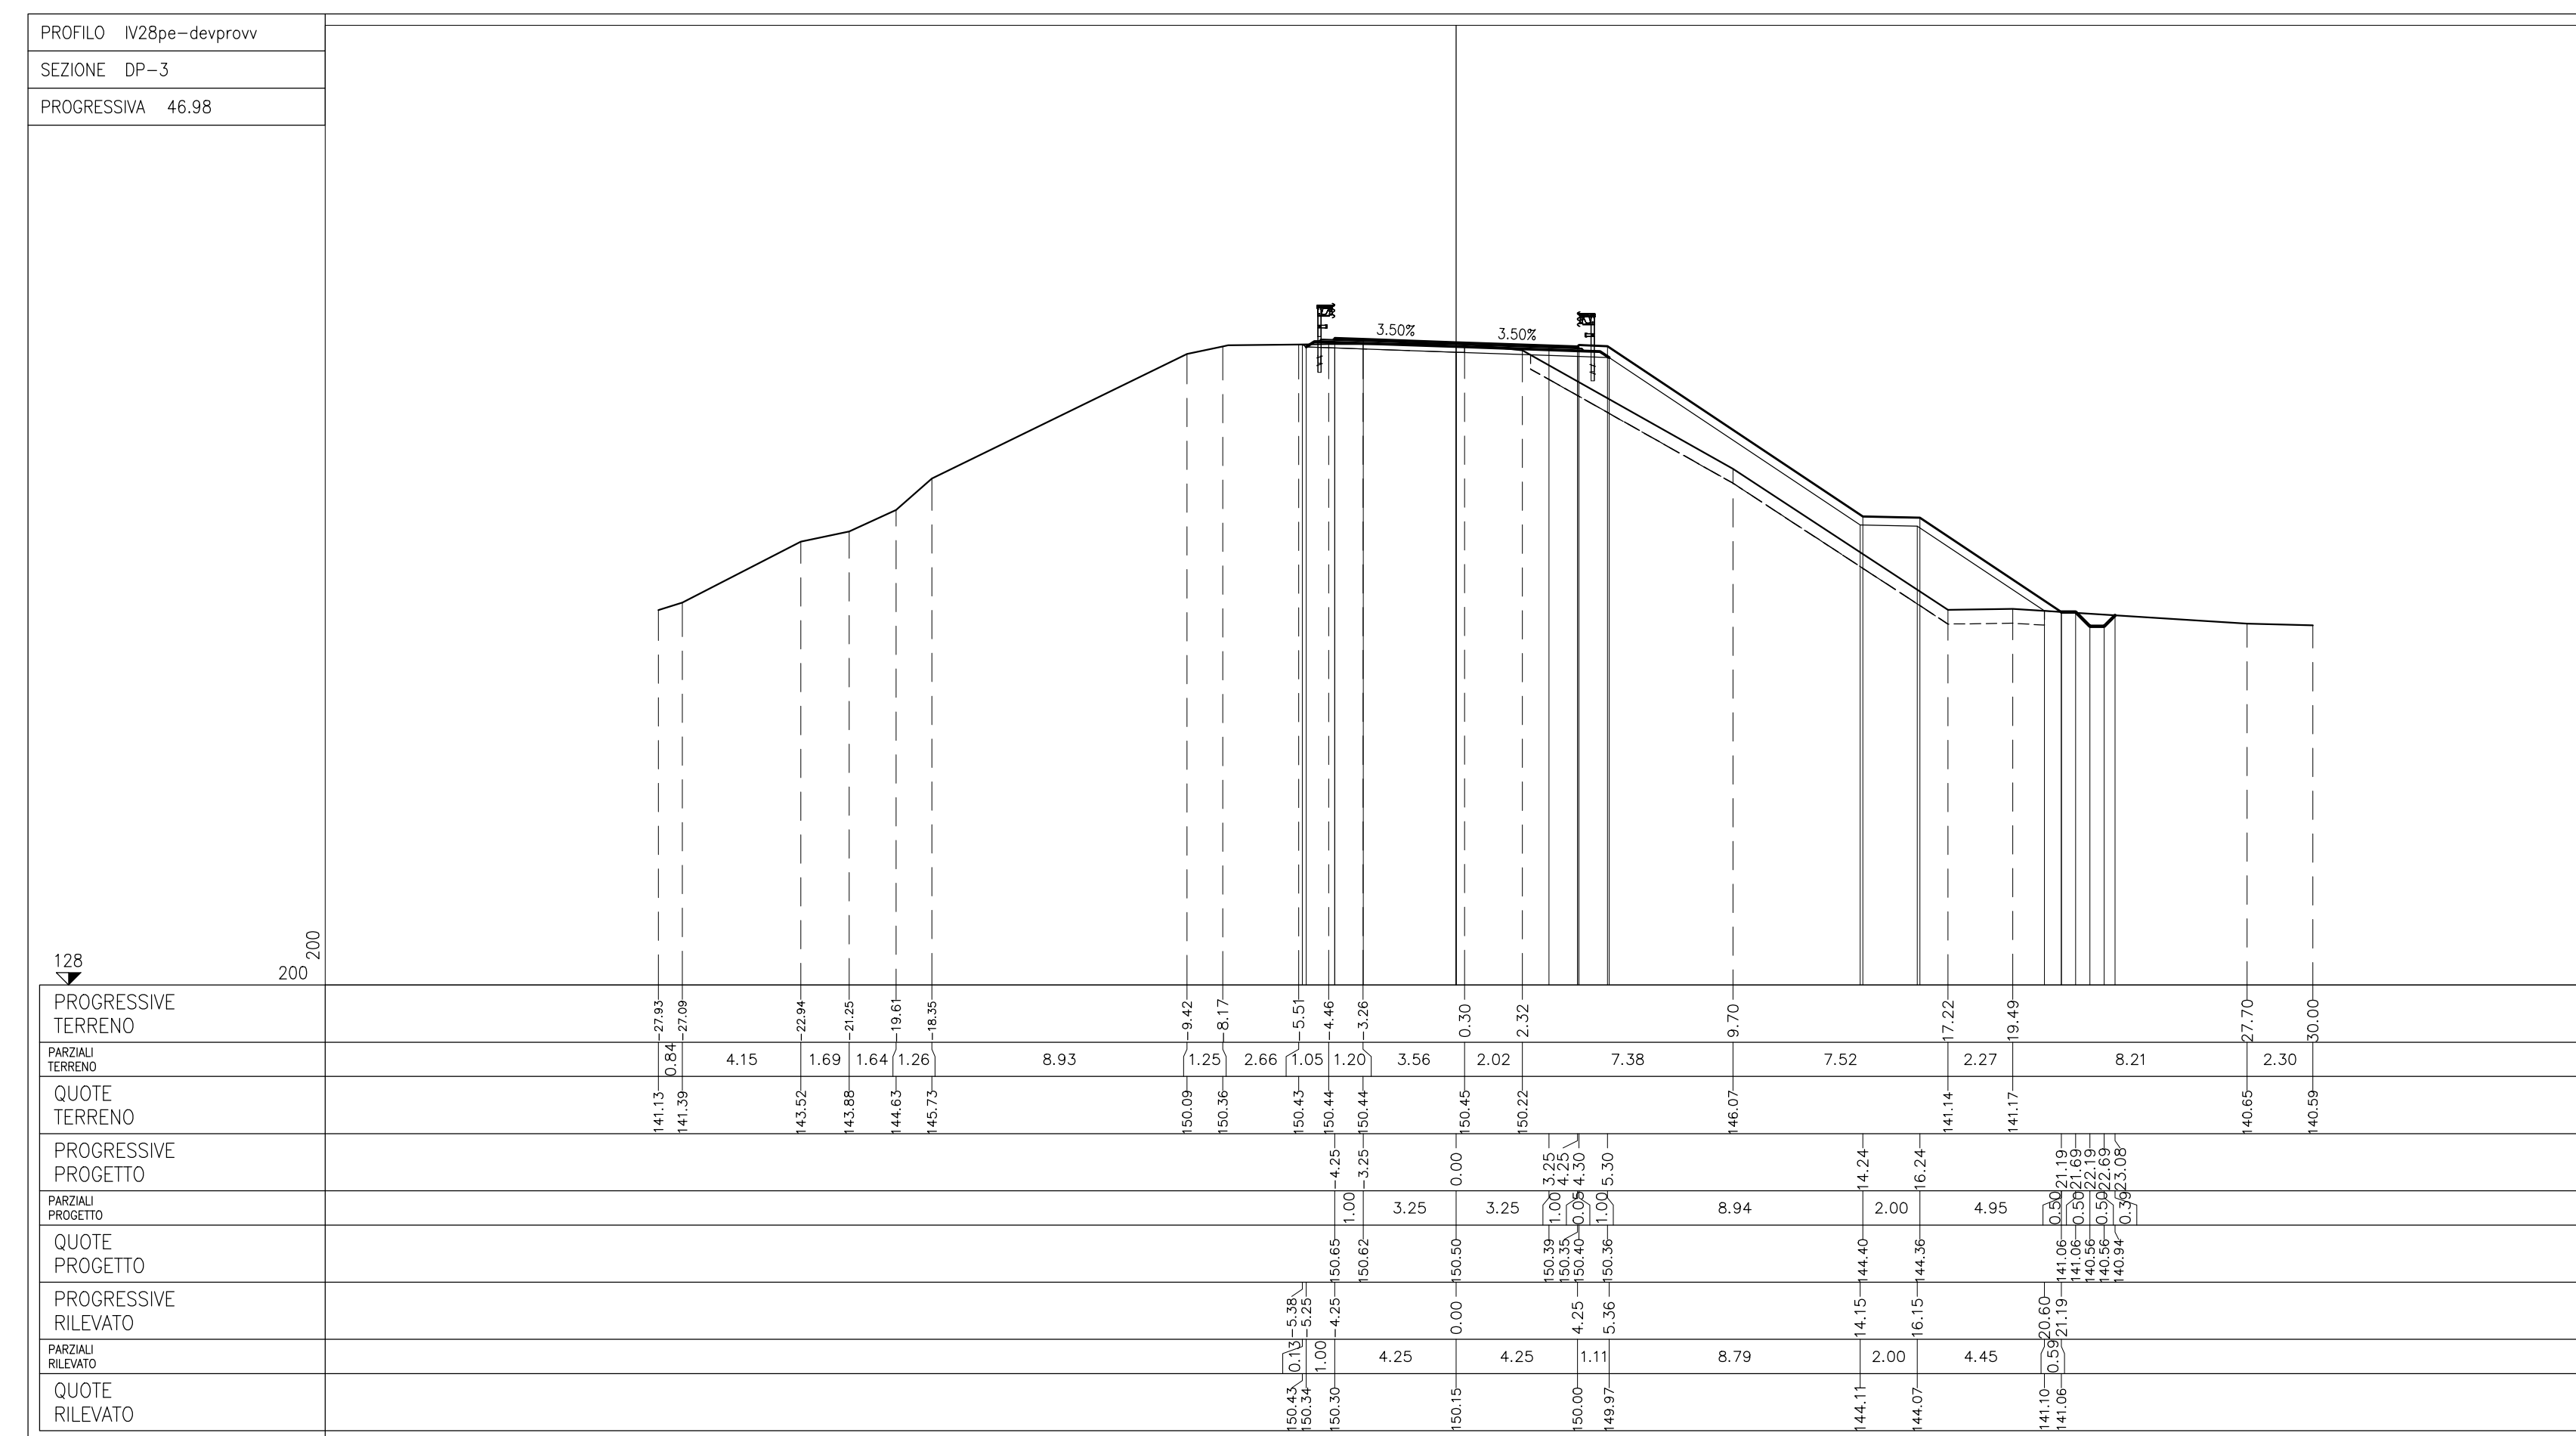 PROFILO IV28pe-devprovv
SEZIONE DP-3
PROGRESSIVA 46.98
3.50% 3.50%
128
200
200
PROGRESSIVE TERRENO
-27.93 -27.09 -22.94 -21.25 -19.61 -18.35 -9.42 -8.17 -5.51 -4.46 -3.26 0.30 2.32 9.70 17.22 19.49 27.70 30.00
PARZIALI TERRENO
0.84 4.15 1.69 1.64 1.26 8.93 1.25 2.66 1.05 1.20 3.56 2.02 7.38 7.52 2.27 8.21 2.30
QUOTE TERRENO
141.13 141.39 143.52 143.88 144.63 145.73 150.09 150.36 150.43 150.44 150.44 150.45 150.22 146.07 141.14 141.17 140.65 140.59
PROGRESSIVE PROGETTO
-4.25 -3.25 0.00 3.25 4.25 4.30 5.30 14.24 16.24 21.19 21.69 22.19 22.69 23.08
PARZIALI PROGETTO
1.00 3.25 3.25 1.00 0.05 1.00 8.94 2.00 4.95 0.50 0.50 0.50 0.39
QUOTE PROGETTO
150.65 150.62 150.50 150.39 150.35 150.40 150.36 144.40 144.36 141.06 141.06 140.56 140.56 140.94
PROGRESSIVE RILEVATO
-5.38 -5.25 -4.25 0.00 4.25 5.36 14.15 16.15 20.60 21.19
PARZIALI RILEVATO
0.13 1.00 4.25 4.25 1.11 8.79 2.00 4.45 0.59
QUOTE RILEVATO
150.43 150.34 150.30 150.15 150.00 149.97 144.11 144.07 141.10 141.06